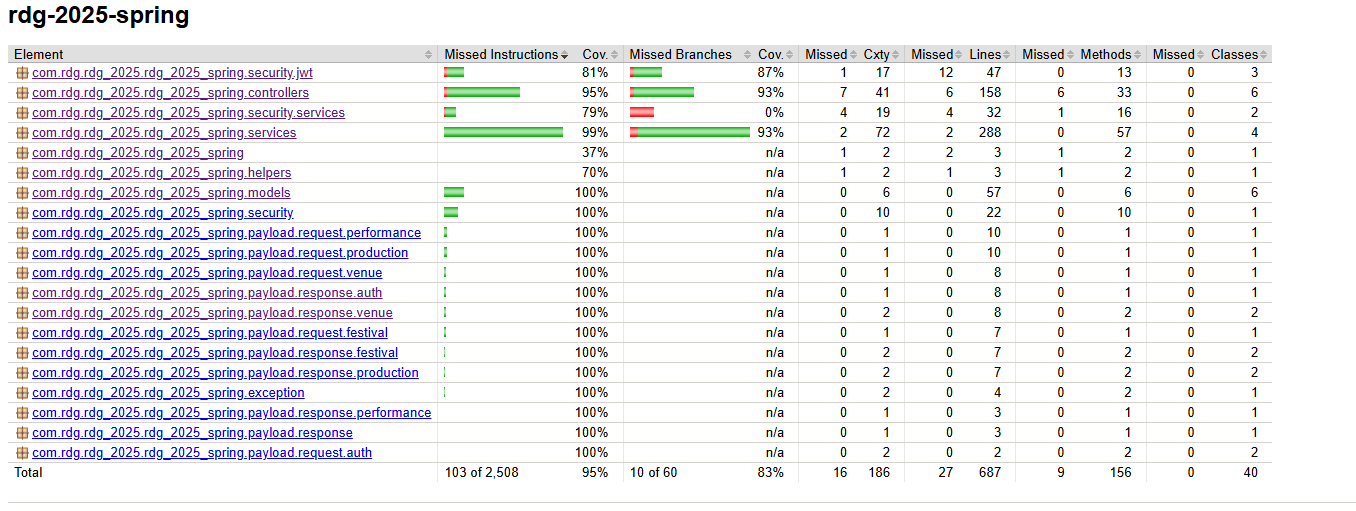 rdg-2025-spring
Element Missed Instructions Cov. Missed Branches Cov. Missed Cxty Missed Lines Missed Methods Missed Classes
com.rdg.rdg_2025.rdg_2025_spring.security.jwt 81% 87% 1 17 12 47 0 13 0 3
com.rdg.rdg_2025.rdg_2025_spring.controllers 95% 93% 7 41 6 158 6 33 0 6
com.rdg.rdg_2025.rdg_2025_spring.security.services 79% 0% 4 19 4 32 1 16 0 2
com.rdg.rdg_2025.rdg_2025_spring.services 99% 93% 2 72 2 288 0 57 0 4
com.rdg.rdg_2025.rdg_2025_spring 37% n/a 1 2 2 3 1 2 0 1
com.rdg.rdg_2025.rdg_2025_spring.helpers 70% n/a 1 2 1 3 1 2 0 1
com.rdg.rdg_2025.rdg_2025_spring.models 100% n/a 0 6 0 57 0 6 0 6
com.rdg.rdg_2025.rdg_2025_spring.security 100% n/a 0 10 0 22 0 10 0 1
com.rdg.rdg_2025.rdg_2025_spring.payload.request.performance 100% n/a 0 1 0 10 0 1 0 1
com.rdg.rdg_2025.rdg_2025_spring.payload.request.production 100% n/a 0 1 0 10 0 1 0 1
com.rdg.rdg_2025.rdg_2025_spring.payload.request.venue 100% n/a 0 1 0 8 0 1 0 1
com.rdg.rdg_2025.rdg_2025_spring.payload.response.auth 100% n/a 0 1 0 8 0 1 0 1
com.rdg.rdg_2025.rdg_2025_spring.payload.response.venue 100% n/a 0 2 0 8 0 2 0 2
com.rdg.rdg_2025.rdg_2025_spring.payload.request.festival 100% n/a 0 1 0 7 0 1 0 1
com.rdg.rdg_2025.rdg_2025_spring.payload.response.festival 100% n/a 0 2 0 7 0 2 0 2
com.rdg.rdg_2025.rdg_2025_spring.payload.response.production 100% n/a 0 2 0 7 0 2 0 2
com.rdg.rdg_2025.rdg_2025_spring.exception 100% n/a 0 2 0 4 0 2 0 1
com.rdg.rdg_2025.rdg_2025_spring.payload.response.performance 100% n/a 0 1 0 3 0 1 0 1
com.rdg.rdg_2025.rdg_2025_spring.payload.response 100% n/a 0 1 0 3 0 1 0 1
com.rdg.rdg_2025.rdg_2025_spring.payload.request.auth 100% n/a 0 2 0 2 0 2 0 2
Total 103 of 2,508 95% 10 of 60 83% 16 186 27 687 9 156 0 40